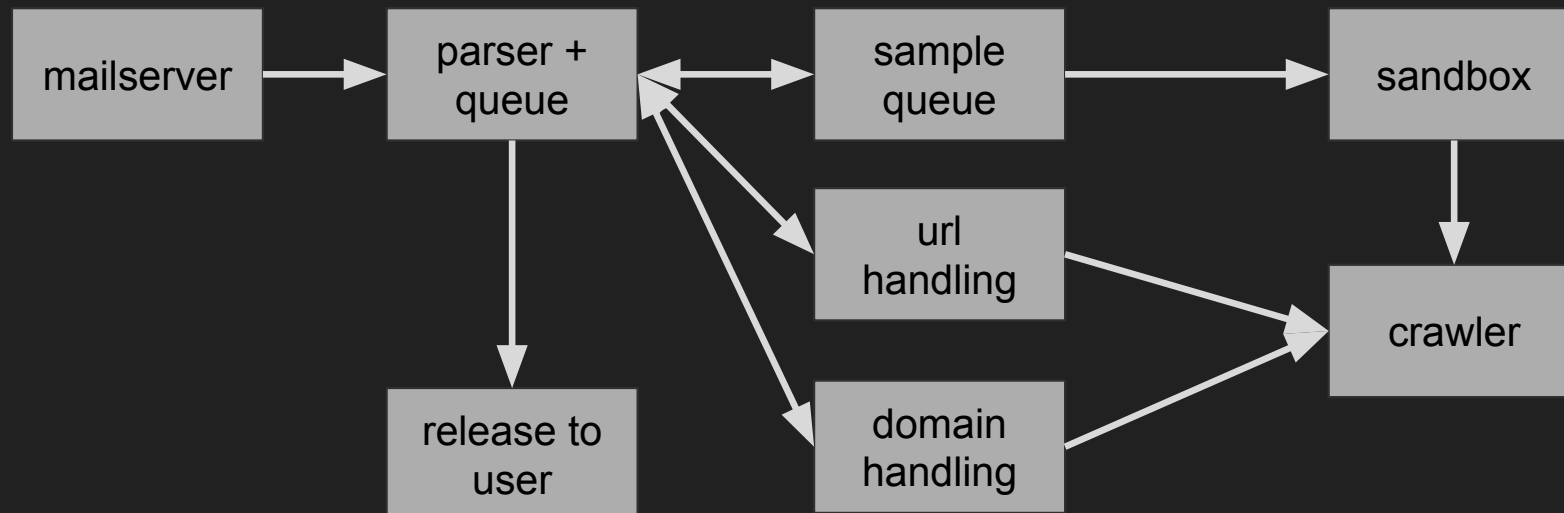 mailserver
parser +
queue
sample
queue
sandbox
url
handling
crawler
release to
user
domain
handling